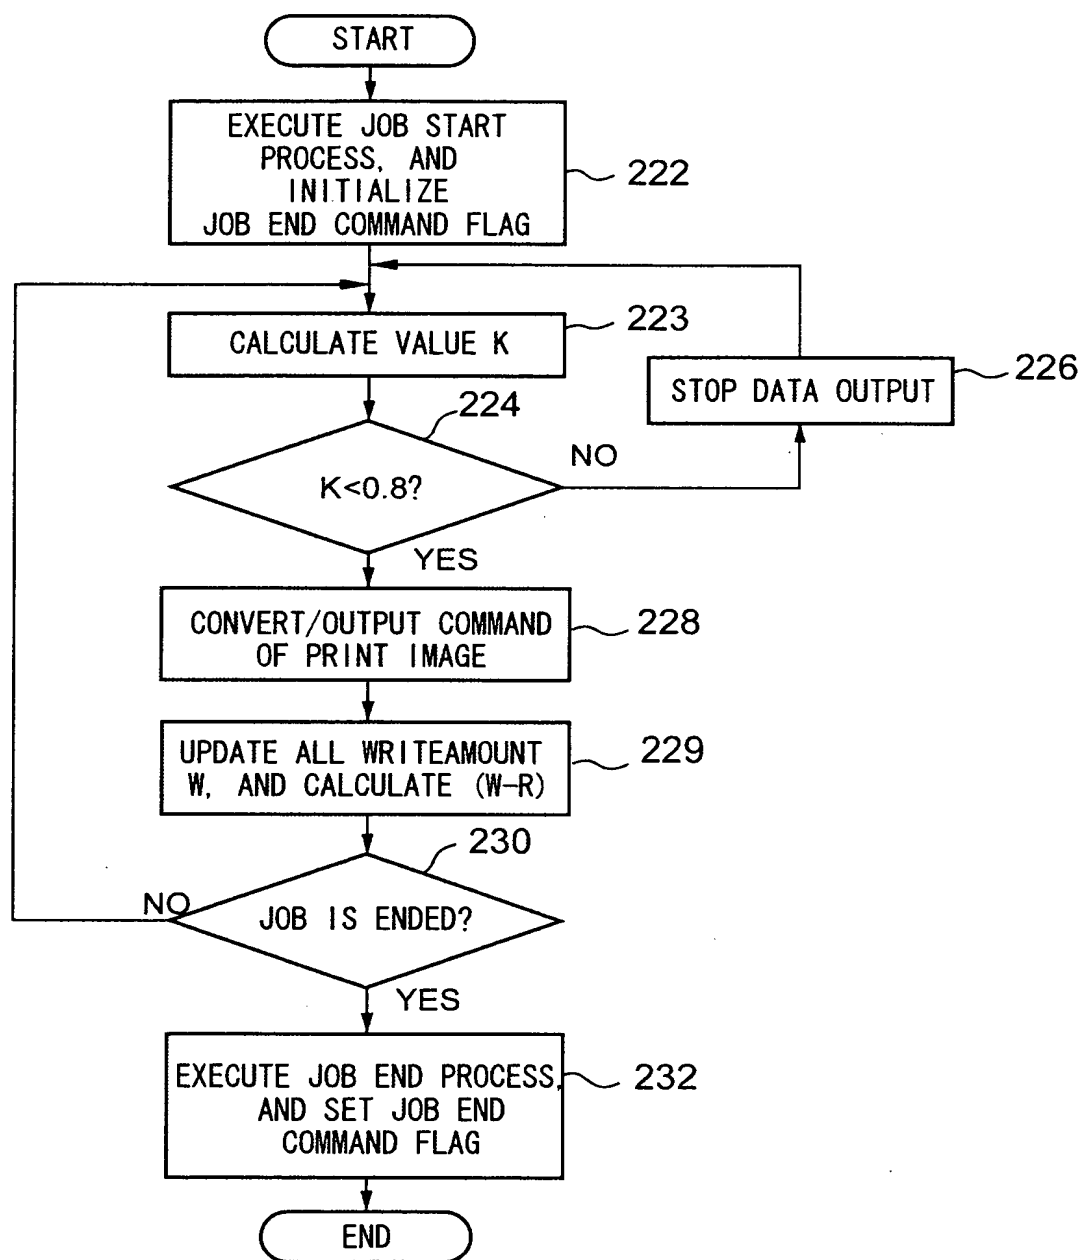 START
EXECUTE JOB START
PROCESS, AND
INITIALIZE
JOB END COMMAND FLAG
222
CALCULATE VALUE K
223
STOP DATA OUTPUT
226
224
K<0.8?
NO
YES
CONVERT/OUTPUT COMMAND
OF PRINT IMAGE
228
UPDATE ALL WRITEAMOUNT
W, AND CALCULATE (W-R)
229
230
NO
JOB IS ENDED?
YES
EXECUTE JOB END PROCESS,
AND SET JOB END
COMMAND FLAG
232
END